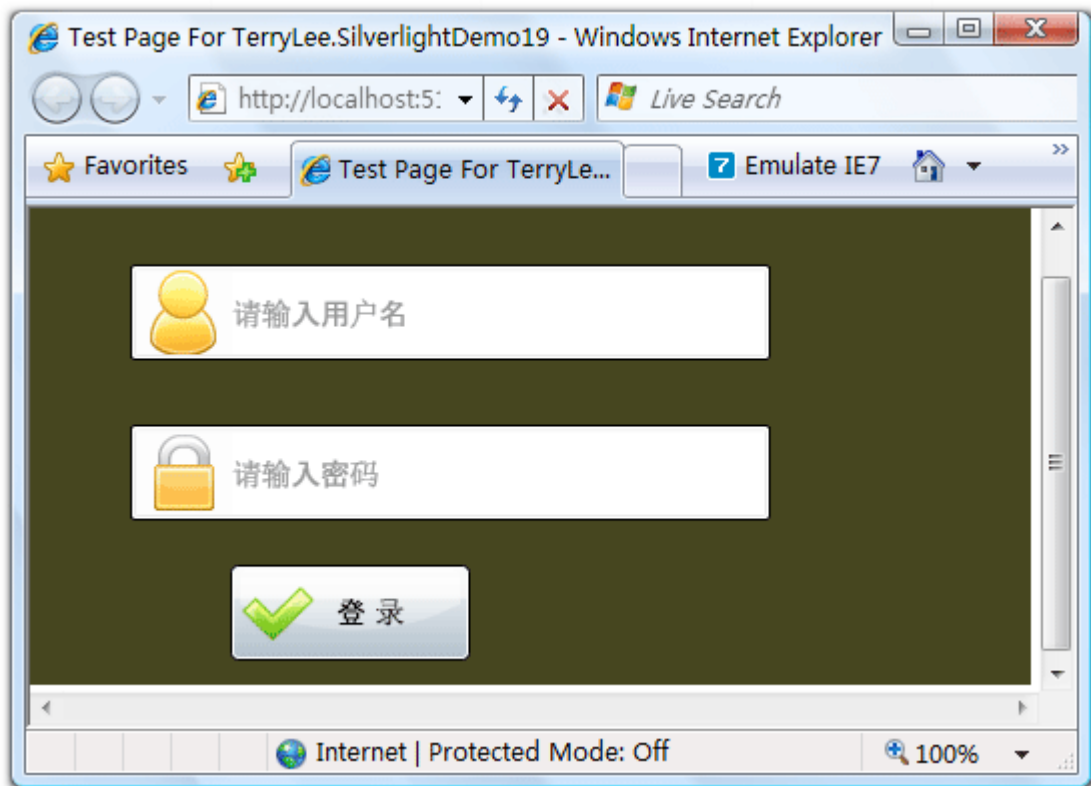 Test Page For TerryLee.SilverlightDemo19 - Windows Internet Explorer
http://localhost:5:
Live Search
Favorites
Test Page For TerryLe...
7 Emulate IE7
请输入用户名
请输入密码
登 录
Internet | Protected Mode: Off
100%